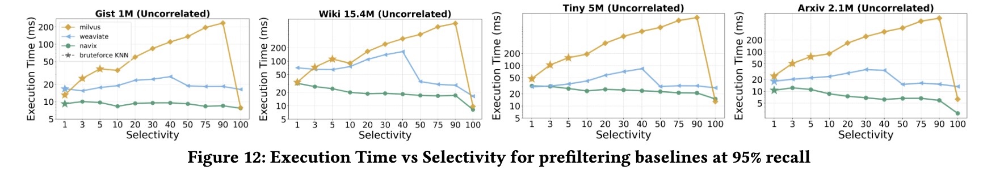 Gist 1M (Uncorrelated)
Execution Time (ms)
200
100
50
20
10
5
milvus
weaviate
navix
bruteforce KNN
1 3 5 10 20 30 40 50 75 90 100
Selectivity
Wiki 15.4M (Uncorrelated)
Execution Time (ms)
200
100
50
20
10
5
1 3 5 10 20 30 40 50 75 90 100
Selectivity
Tiny 5M (Uncorrelated)
Execution Time (ms)
200
100
50
20
10
5
1 3 5 10 20 30 40 50 75 90 100
Selectivity
Arxiv 2.1M (Uncorrelated)
Execution Time (ms)
200
100
50
20
10
5
1 3 5 10 20 30 40 50 75 90 100
Selectivity
Figure 12: Execution Time vs Selectivity for prefiltering baselines at 95% recall